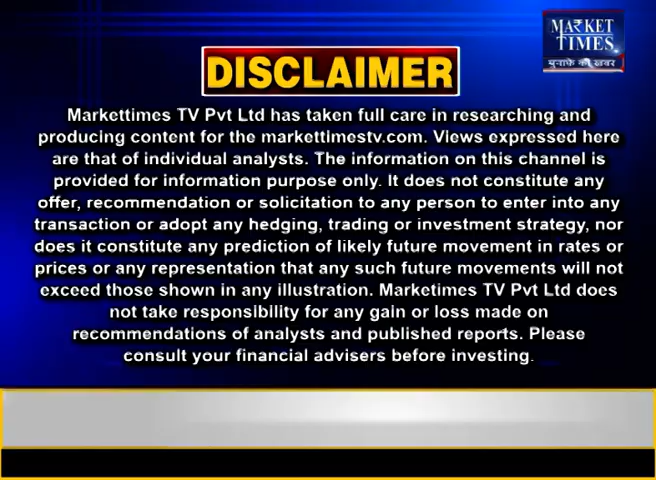 MARKET
TIMES
मुनाफे की खबर
DISCLAIMER
Markettimes TV Pvt Ltd has taken full care in researching and
producing content for the markettimestv.com. Views expressed here
are that of individual analysts. The information on this channel is
provided for information purpose only. It does not constitute any
offer, recommendation or solicitation to any person to enter into any
transaction or adopt any hedging, trading or investment strategy, nor
does it constitute any prediction of likely future movement in rates or
prices or any representation that any such future movements will not
exceed those shown in any illustration. Marketimes TV Pvt Ltd does
not take responsibility for any gain or loss made on
recommendations of analysts and published reports. Please
consult your financial advisers before investing.